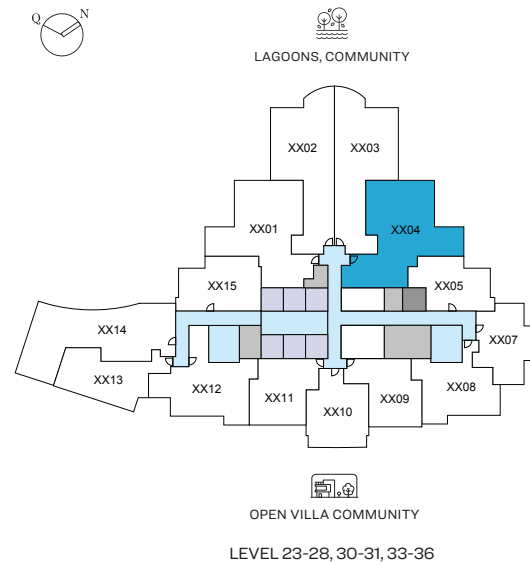 Q N
LAGOONS, COMMUNITY
XX02 XX03
XX01 XX04
XX15 XX05
XX14 XX07
XX13 XX12 XX11 XX10 XX09 XX08
OPEN VILLA COMMUNITY
LEVEL 23-28, 30-31, 33-36